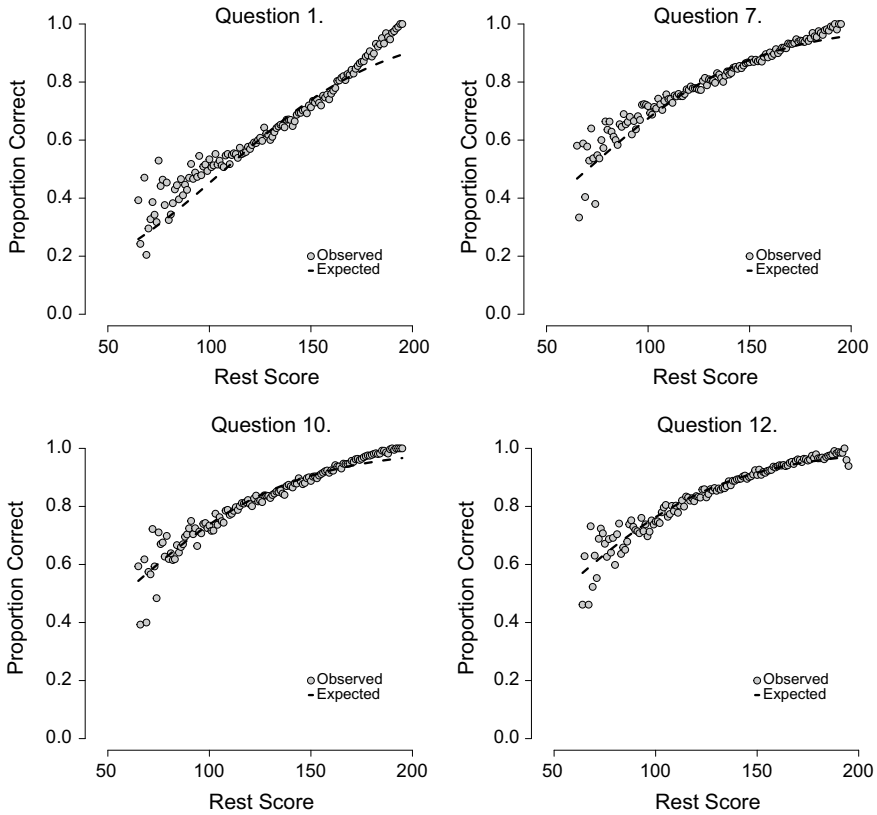 Question 1.
1.0
0.8
0.6
0.4
0.2
0.0
Proportion Correct
Observed
Expected
50
100
150
200
Rest Score
Question 7.
1.0
0.8
0.6
0.4
0.2
0.0
Proportion Correct
Observed
Expected
50
100
150
200
Rest Score
Question 10.
1.0
0.8
0.6
0.4
0.2
0.0
Proportion Correct
Observed
Expected
50
100
150
200
Rest Score
Question 12.
1.0
0.8
0.6
0.4
0.2
0.0
Proportion Correct
Observed
Expected
50
100
150
200
Rest Score